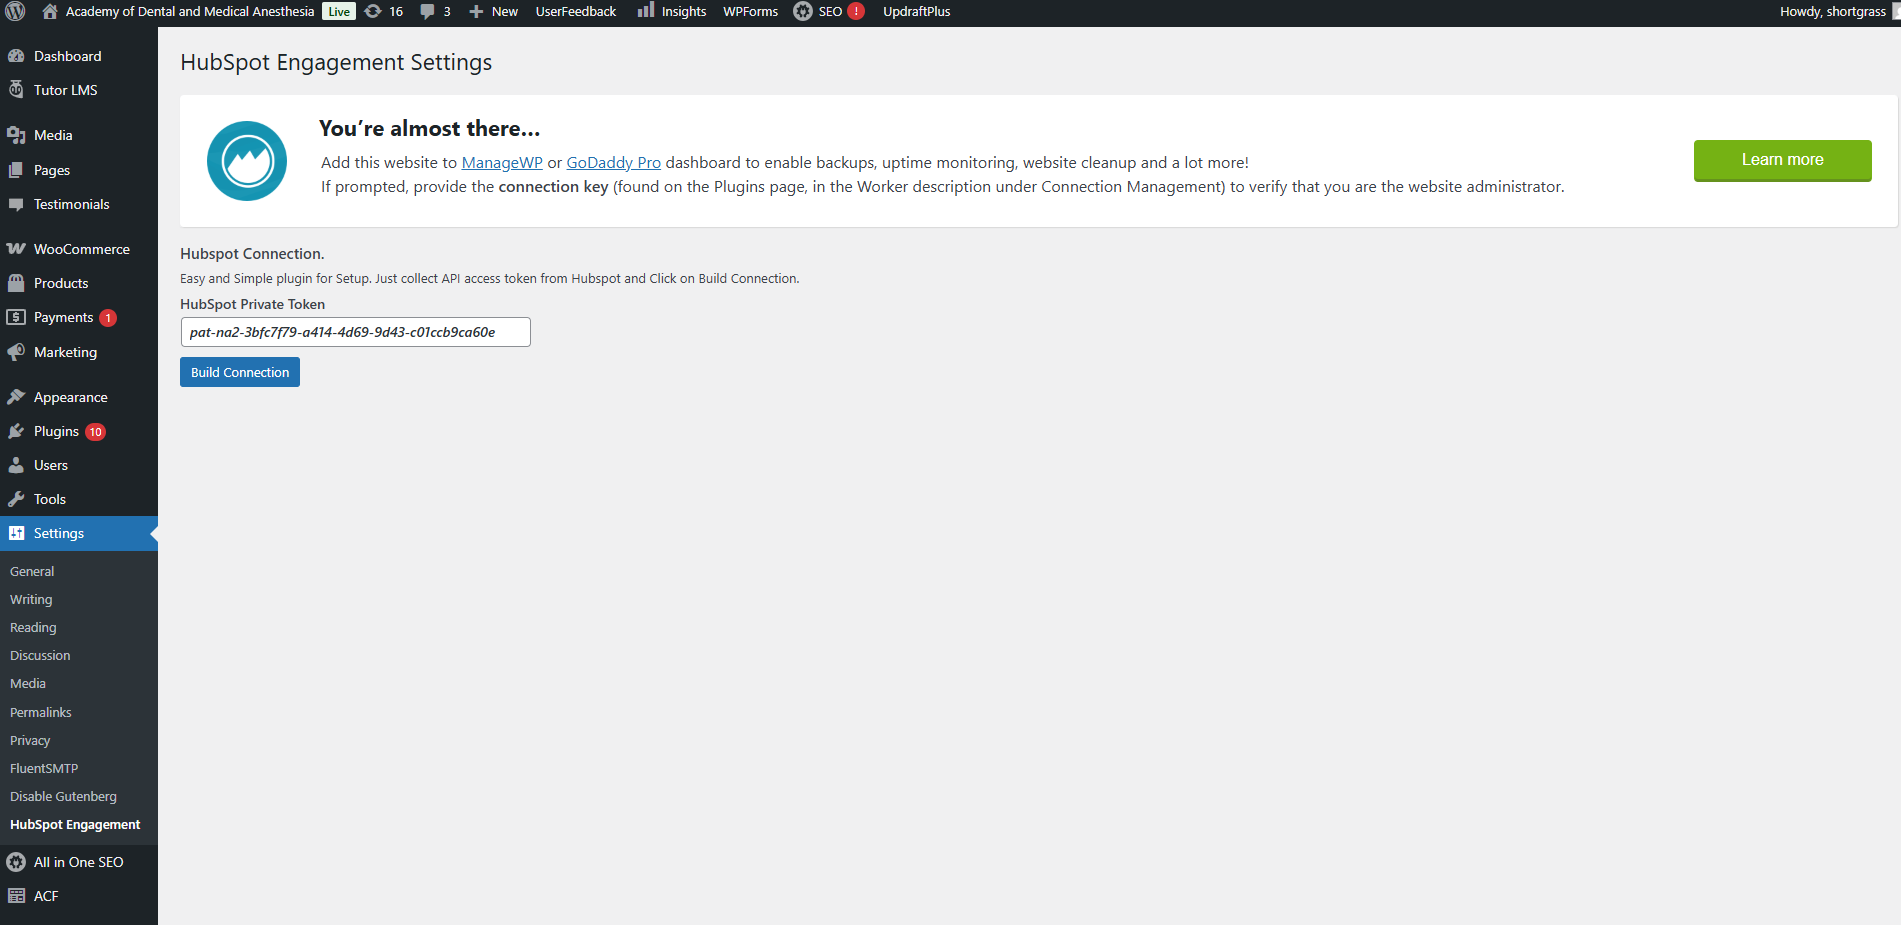 Academy of Dental and Medical Anesthesia Live 16 3 New UserFeedback Insights WPForms SEO ! UpdraftPlus Howdy, shortgrass
Dashboard
Tutor LMS
Media
Pages
Testimonials
WooCommerce
Products
Payments 1
Marketing
Appearance
Plugins 10
Users
Tools
Settings
General
Writing
Reading
Discussion
Media
Permalinks
Privacy
FluentSMTP
Disable Gutenberg
HubSpot Engagement
All in One SEO
ACF
HubSpot Engagement Settings
You're almost there...
Add this website to ManageWP or GoDaddy Pro dashboard to enable backups, uptime monitoring, website cleanup and a lot more!
If prompted, provide the connection key (found on the Plugins page, in the Worker description under Connection Management) to verify that you are the website administrator.
Learn more
Hubspot Connection.
Easy and Simple plugin for Setup. Just collect API access token from Hubspot and Click on Build Connection.
HubSpot Private Token
pat-na2-3bfc7f79-a414-4d69-9d43-c01ccb9ca60e
Build Connection